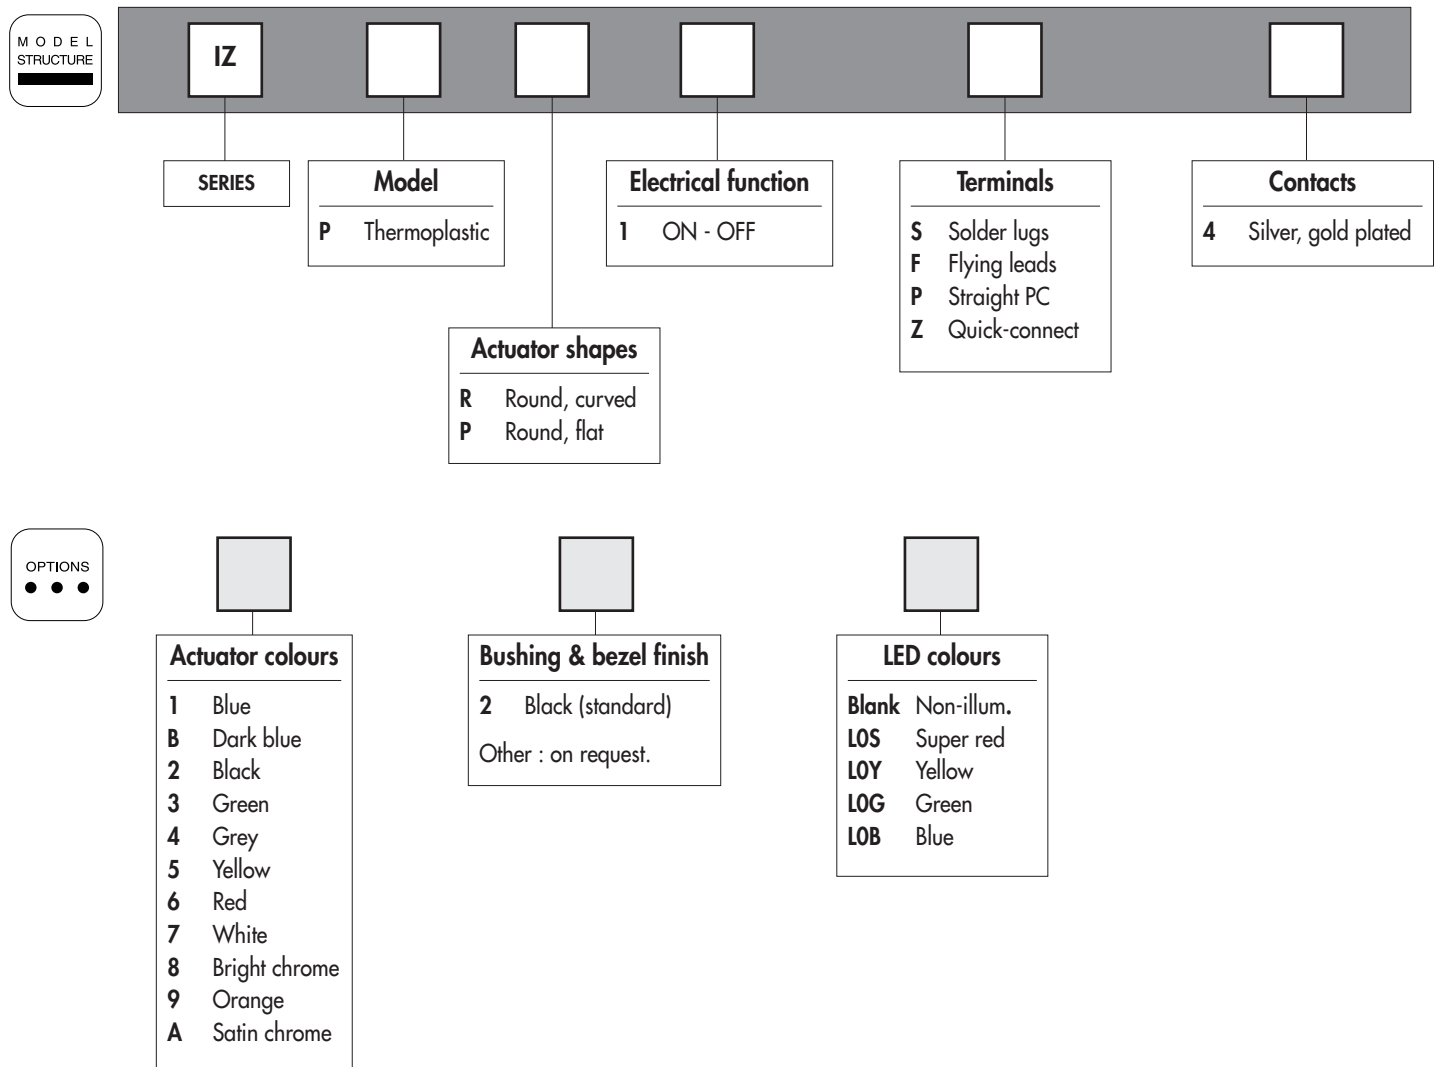 MODEL
STRUCTURE
IZ
SERIES
Model
P Thermoplastic
Electrical function
1 ON - OFF
Terminals
S Solder lugs
F Flying leads
P Straight PC
Z Quick-connect
Contacts
4 Silver, gold plated
Actuator shapes
R Round, curved
P Round, flat
OPTIONS
Actuator colours
1 Blue
B Dark blue
2 Black
3 Green
4 Grey
5 Yellow
6 Red
7 White
8 Bright chrome
9 Orange
A Satin chrome
Bushing & bezel finish
2 Black (standard)
Other : on request.
LED colours
Blank Non-illum.
L0S Super red
L0Y Yellow
L0G Green
L0B Blue